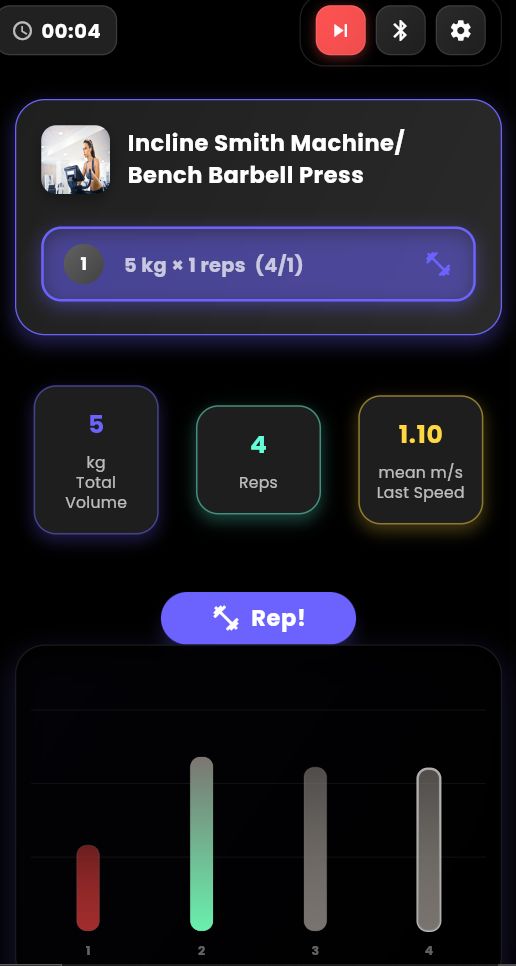 00:04
Incline Smith Machine/
Bench Barbell Press
1
5 kg × 1 reps (4/1)
5
kg
Total
Volume
4
Reps
1.10
mean m/s
Last Speed
Rep!
1
2
3
4